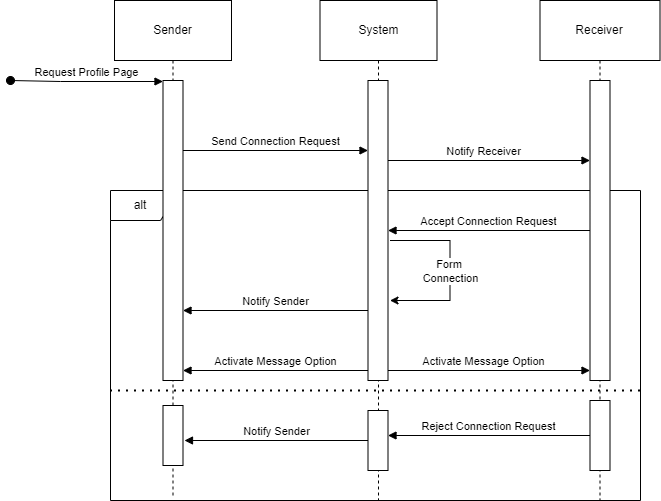 Sender
System
Receiver
Request Profile Page
Send Connection Request
Notify Receiver
alt
Accept Connection Request
Form
Connection
Notify Sender
Activate Message Option
Activate Message Option
Reject Connection Request
Notify Sender